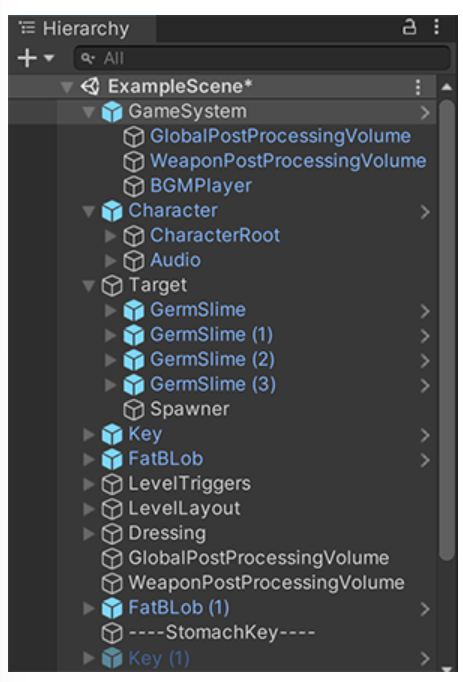 Hierarchy
All
ExampleScene*
GameSystem
GlobalPostProcessingVolume
WeaponPostProcessingVolume
BGMPlayer
Character
CharacterRoot
Audio
Target
GermSlime
GermSlime (1)
GermSlime (2)
GermSlime (3)
Spawner
Key
FatBLob
LevelTriggers
LevelLayout
Dressing
GlobalPostProcessingVolume
WeaponPostProcessingVolume
FatBLob (1)
----StomachKey----
Key (1)